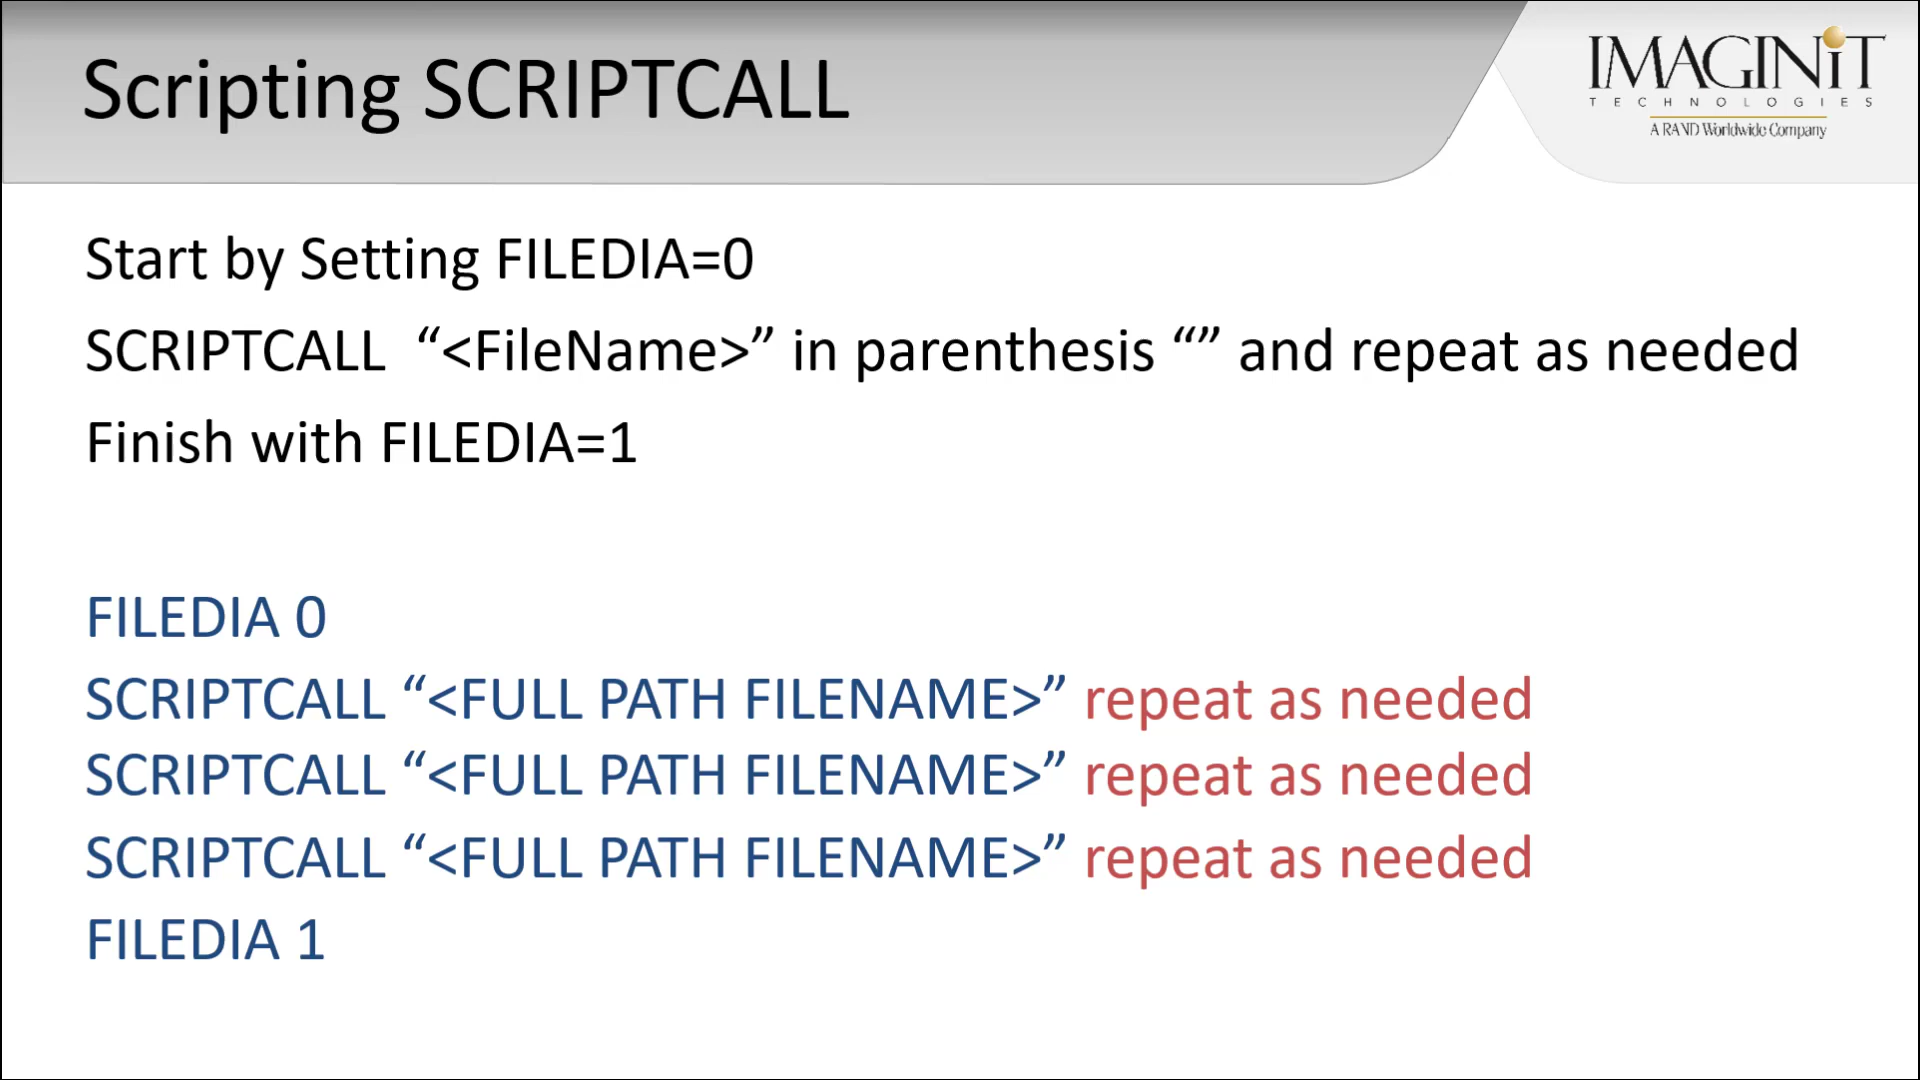 Scripting SCRIPTCALL
IMAGINiT
TECHNOLOGIES
A RAND Worldwide Company
Start by Setting FILEDIA=0
SCRIPTCALL “<FileName>” in parenthesis “” and repeat as needed
Finish with FILEDIA=1
FILEDIA 0
SCRIPTCALL “<FULL PATH FILENAME>” repeat as needed
SCRIPTCALL “<FULL PATH FILENAME>” repeat as needed
SCRIPTCALL “<FULL PATH FILENAME>” repeat as needed
FILEDIA 1